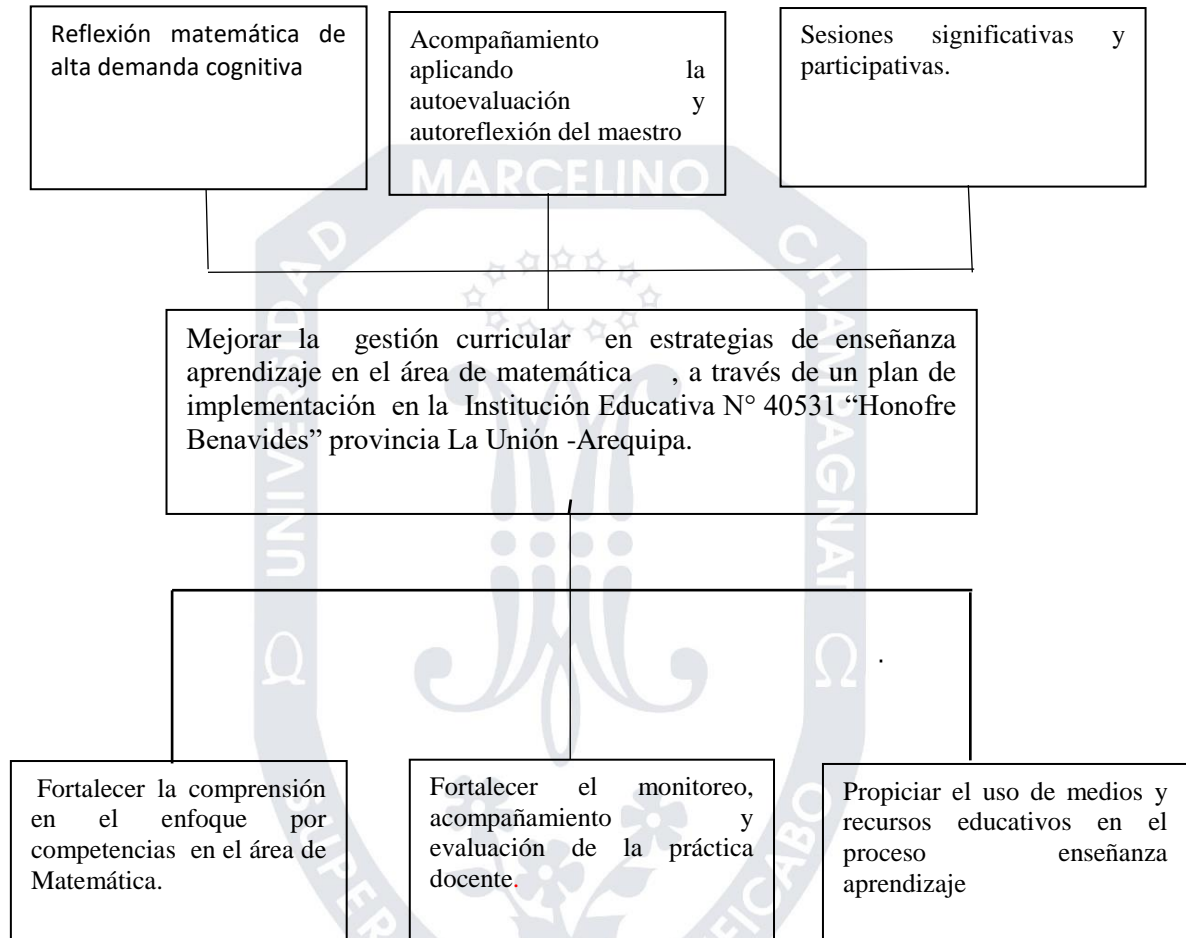 Reflexión matemática de
alta demanda cognitiva
Acompañamiento
aplicando la
autoevaluación y
autoreflexión del maestro
Sesiones significativas y
participativas.
MARCELINO
CHAMPAGNAT
UNIVERSIDAD
Mejorar la gestión curricular en estrategias de enseñanza
aprendizaje en el área de matemática , a través de un plan de
implementación en la Institución Educativa N° 40531 “Honofre
Benavides” provincia La Unión -Arequipa.
Ω
Ω
.
Fortalecer la comprensión
en el enfoque por
competencias en el área de
Matemática.
Fortalecer el monitoreo,
acompañamiento y
evaluación de la práctica
docente.
Propiciar el uso de medios y
recursos educativos en el
proceso enseñanza
aprendizaje